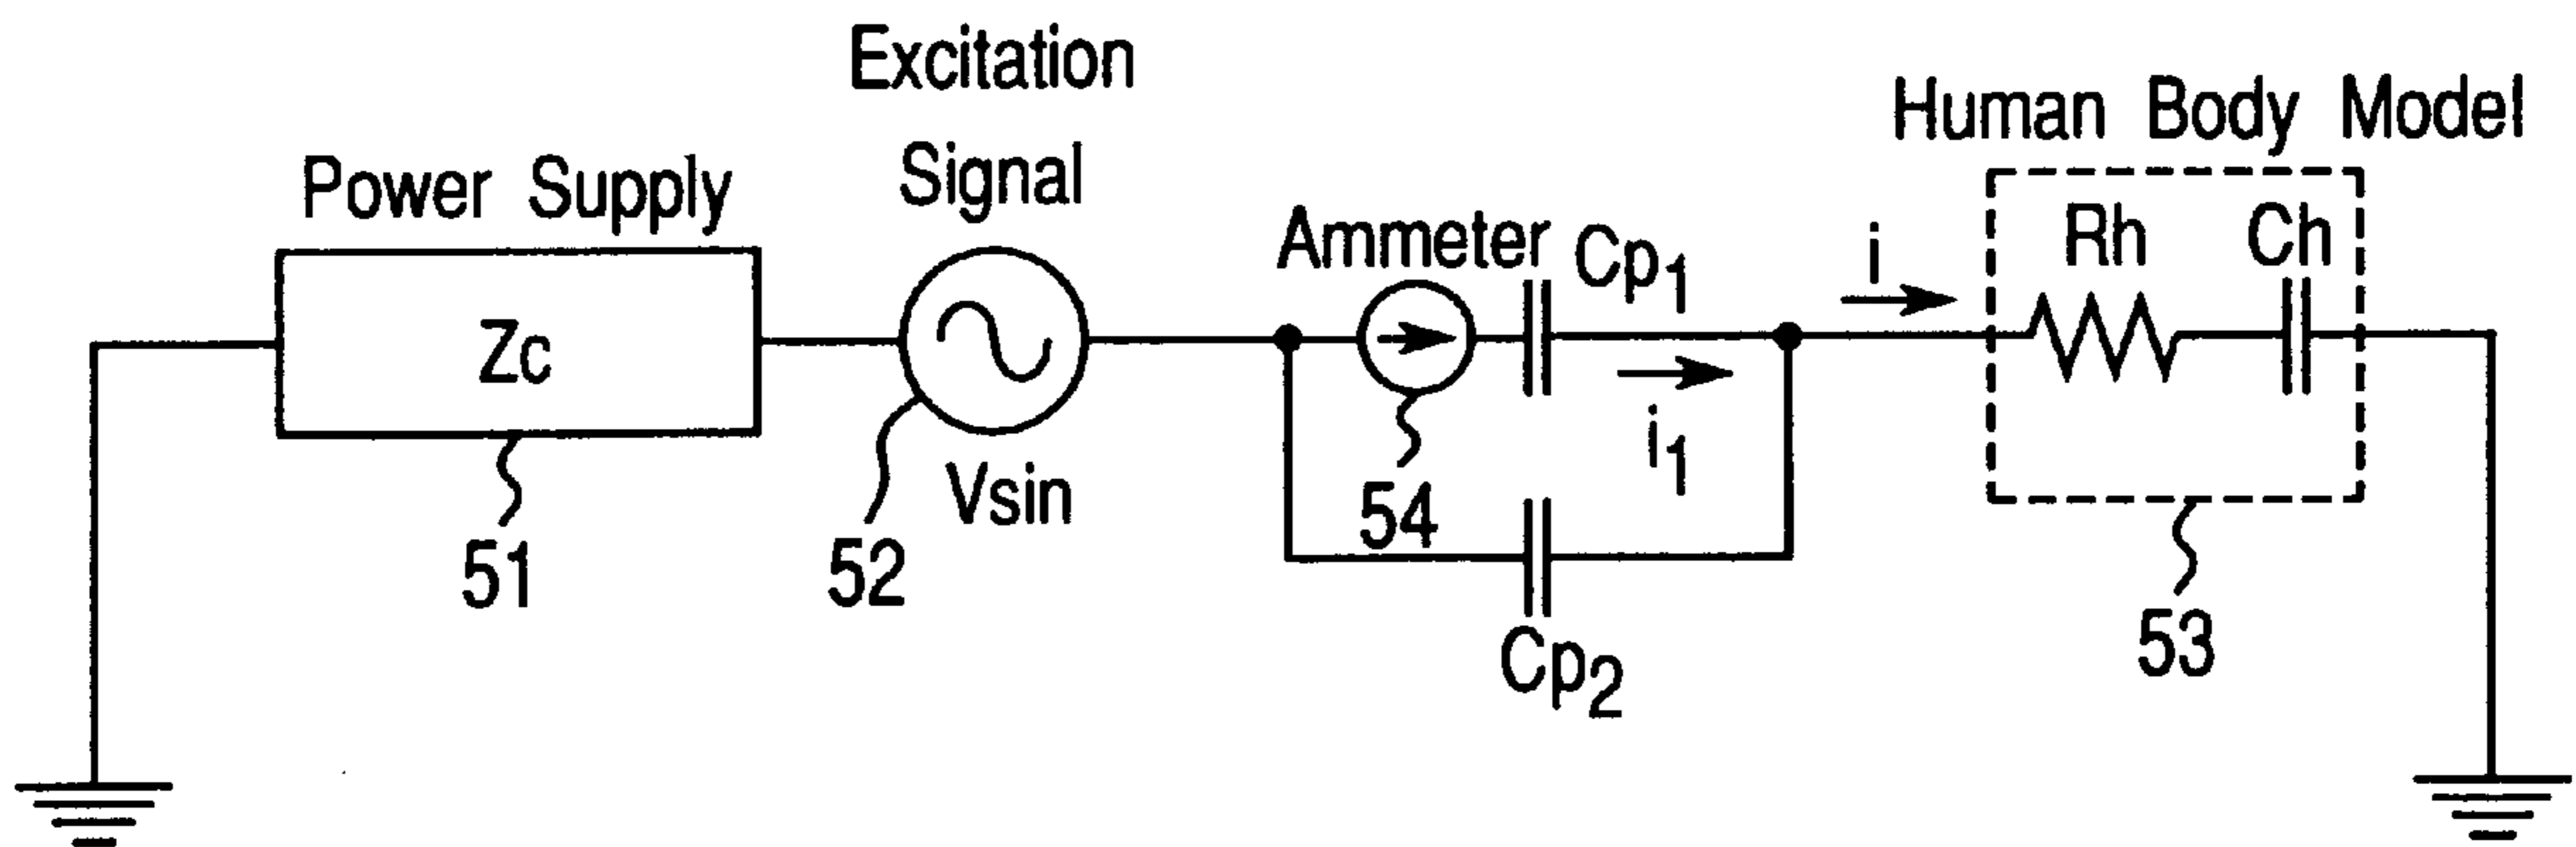 Excitation
Signal
Power Supply
Zc
Vsin
51
52
Ammeter
Cp1
i
i1
54
Cp2
Human Body Model
Rh Ch
53